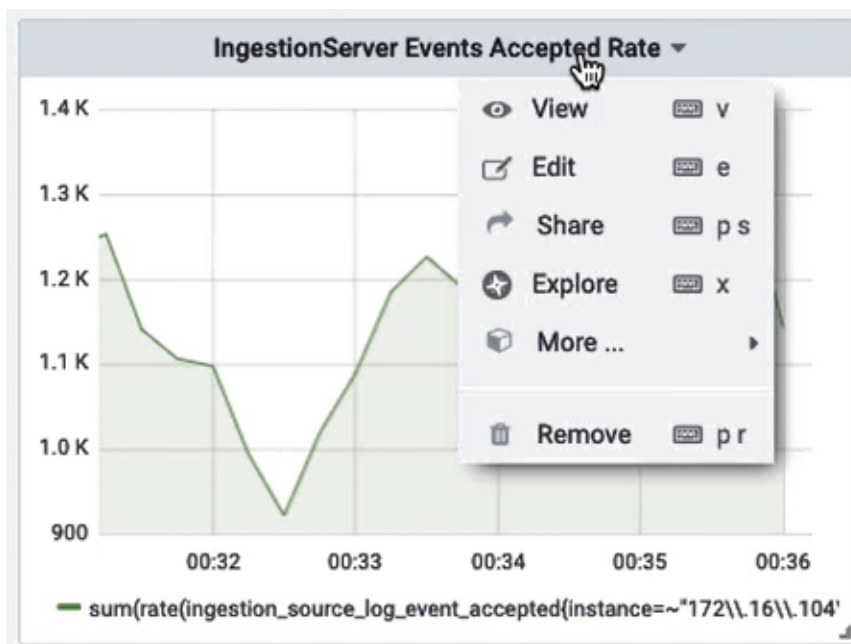 IngestionServer Events Accepted Rate
1.4 K
View v
Edit e
1.3 K
Share p s
1.2 K
Explore x
More ...
1.1 K
Remove p r
1.0 K
900
00:32 00:33 00:34 00:35 00:36
sum(rate(ingestion_source_log_event_accepted{instance=~"172\\.16\\.104'